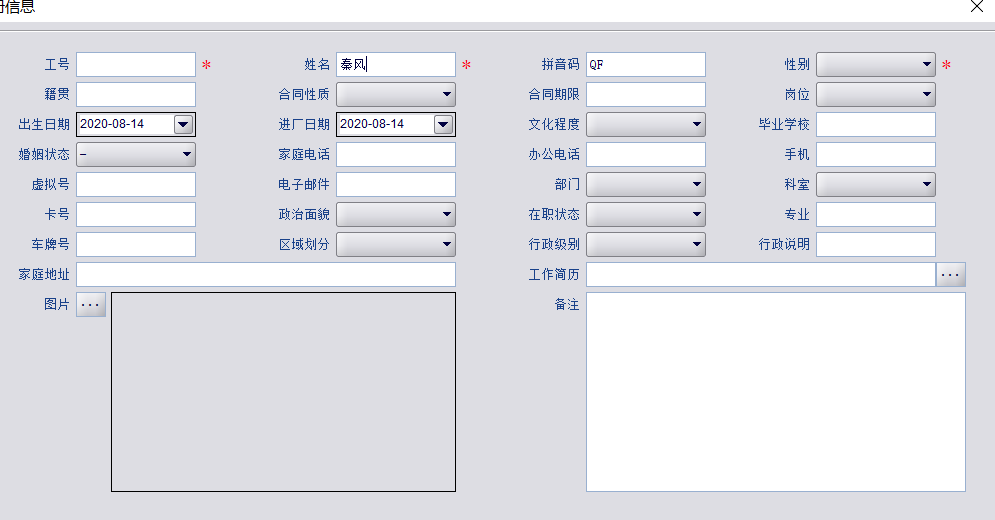 信息
工号 * 姓名 秦风 * 拼音码 QF 性别 *
籍贯 合同性质 合同期限 岗位
出生日期 2020-08-14 进厂日期 2020-08-14 文化程度 毕业学校
婚姻状态 – 家庭电话 办公电话 手机
虚拟号 电子邮件 部门 科室
卡号 政治面貌 在职状态 专业
车牌号 区域划分 行政级别 行政说明
家庭地址 工作简历 ...
图片 ... 备注